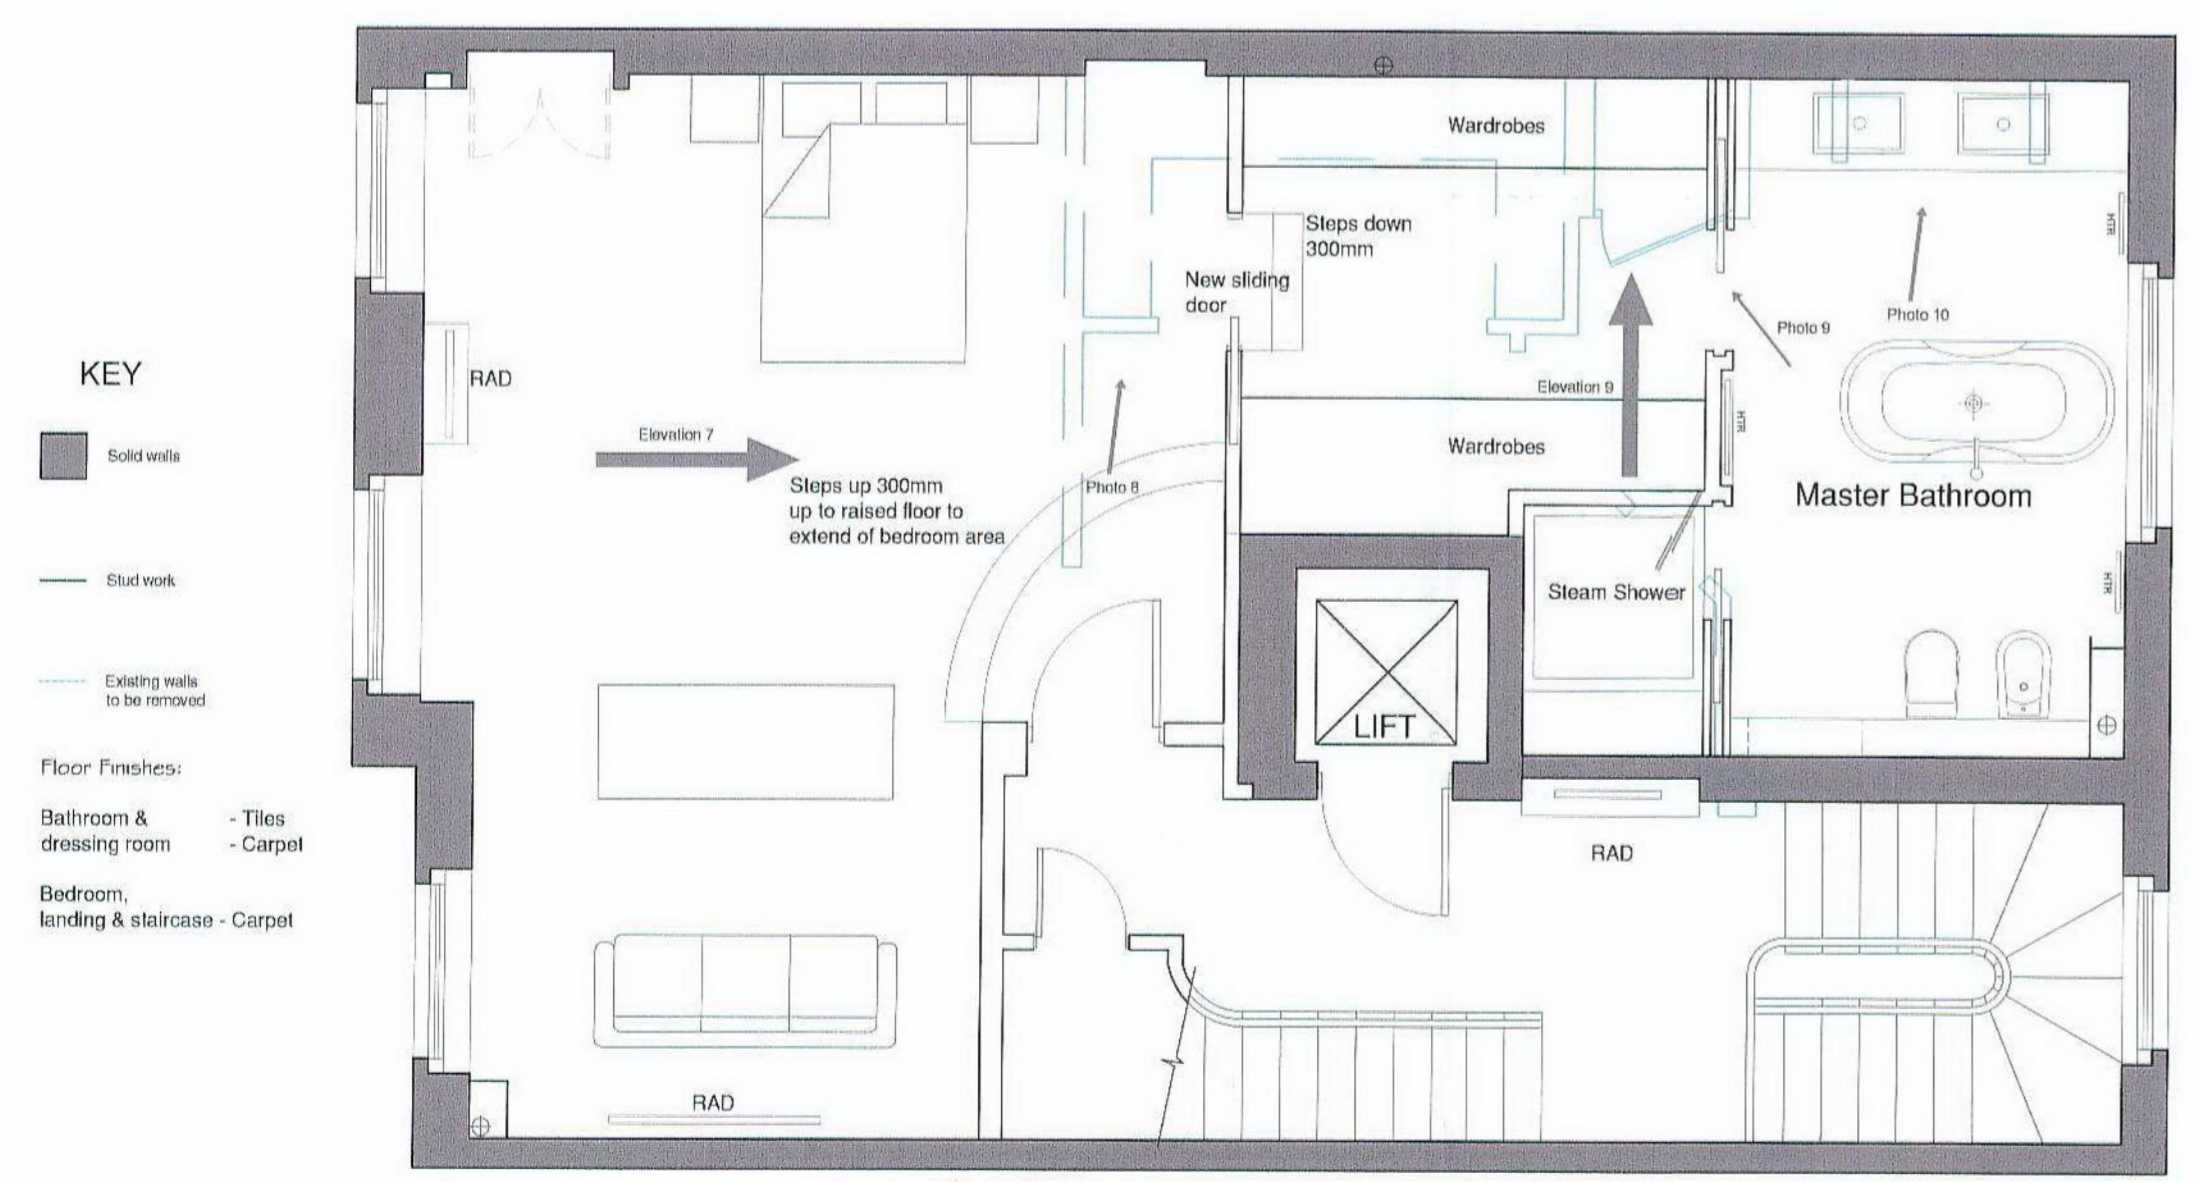 KEY
Solid walls
Stud work
Existing walls
to be removed
Floor Finishes:
Bathroom & - Tiles
dressing room - Carpet
Bedroom,
landing & staircase - Carpet
RAD
Elevation 7
Steps up 300mm
up to raised floor to
extend of bedroom area
Photo 8
New sliding
door
Steps down
300mm
Wardrobes
Elevation 9
Wardrobes
Photo 9
Photo 10
HTR
HTR
HTR
Master Bathroom
Steam Shower
LIFT
RAD
RAD